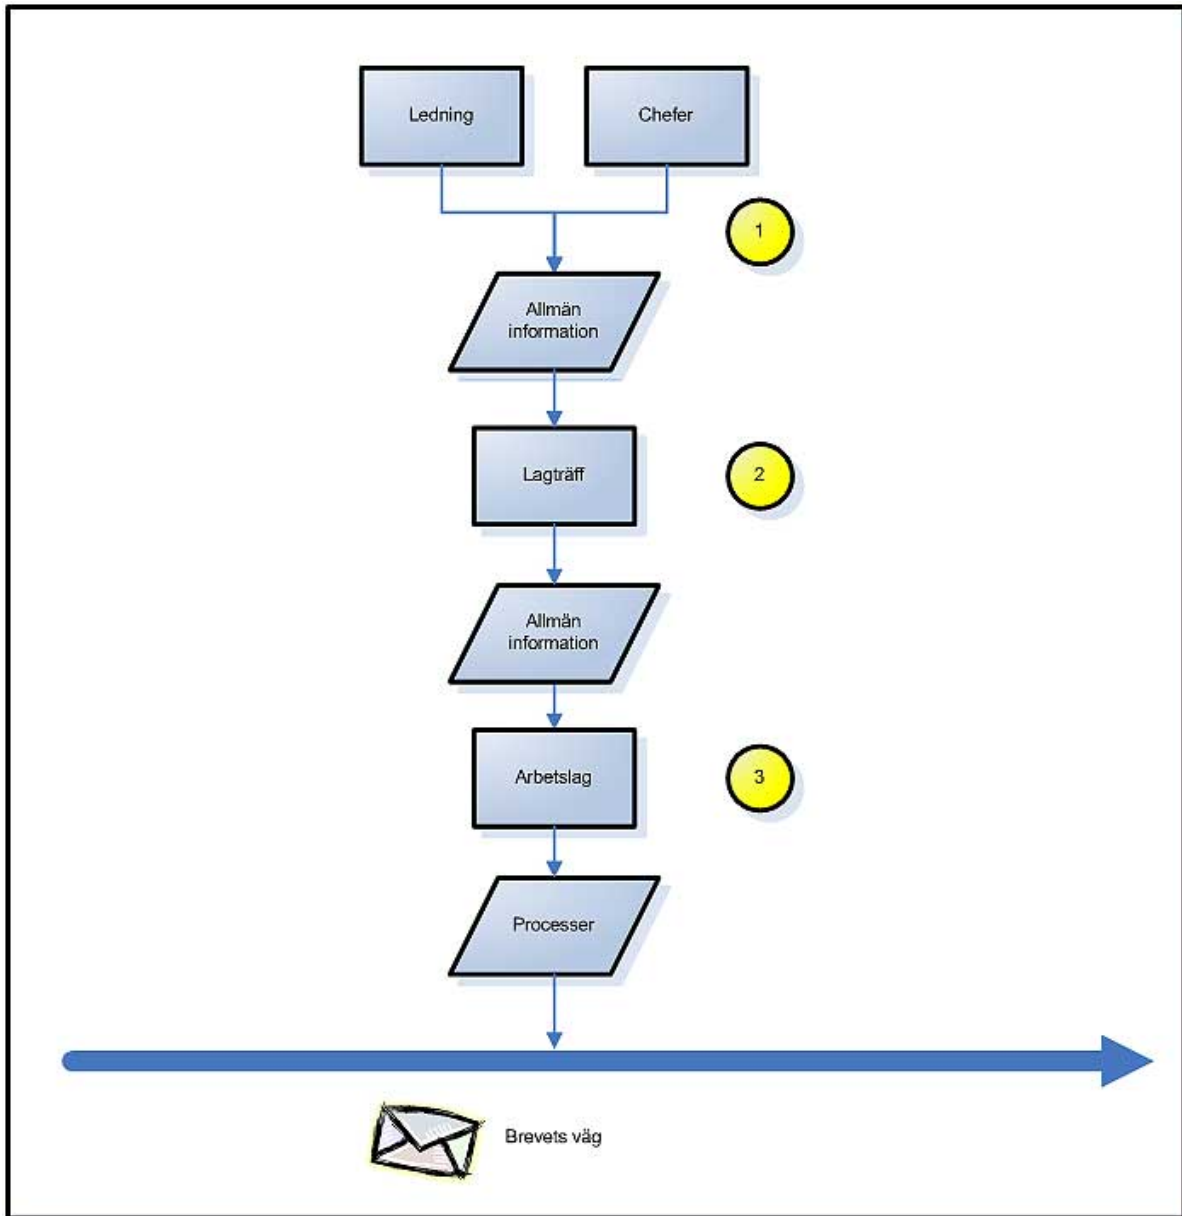 Ledning
Chefer
1
Allmän
information
Lagträff
2
Allmän
information
Arbetslag
3
Processer
Brevets väg